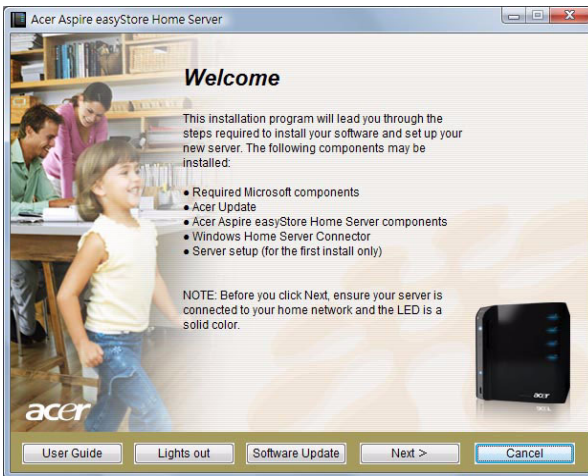 Acer Aspire easyStore Home Server
Welcome
This installation program will lead you through the
steps required to install your software and set up your
new server. The following components may be
installed:
● Required Microsoft components
● Acer Update
● Acer Aspire easyStore Home Server components
● Windows Home Server Connector
● Server setup (for the first install only)
NOTE: Before you click Next, ensure your server is
connected to your home network and the LED is a
solid color.
acer
acer
User Guide
Lights out
Software Update
Next >
Cancel